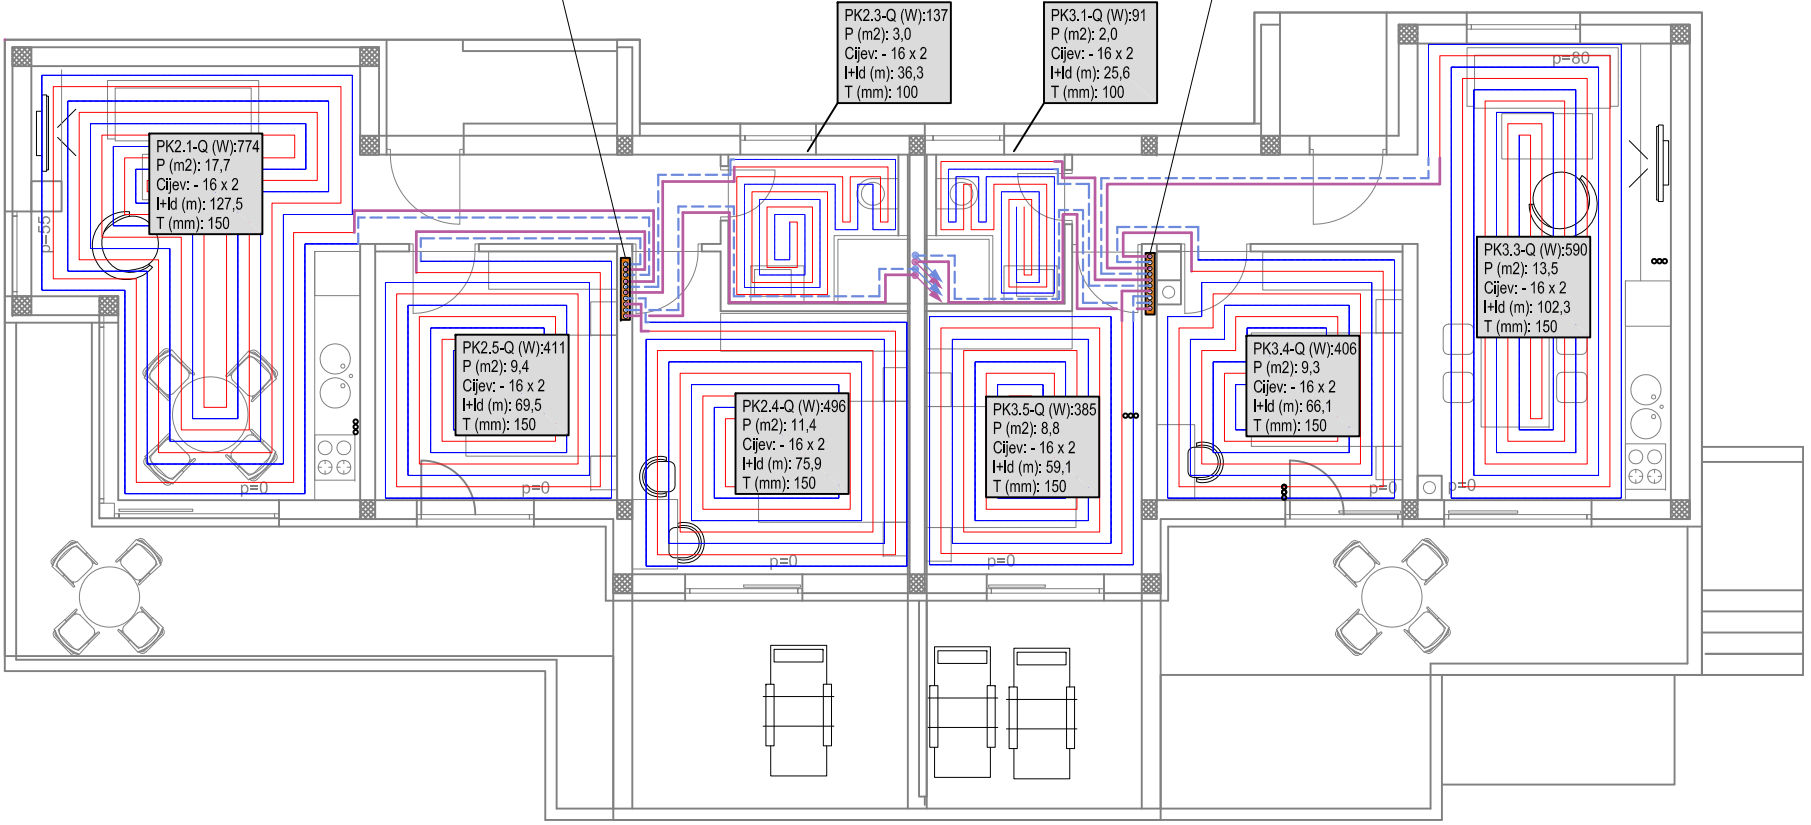 PK2.3-Q (W):137
P (m2): 3,0
Cijev: - 16 x 2
l+ld (m): 36,3
T (mm): 100
PK3.1-Q (W):91
P (m2): 2,0
Cijev: - 16 x 2
l+ld (m): 25,6
T (mm): 100
p=80
PK2.1-Q (W):774
P (m2): 17,7
Cijev: - 16 x 2
l+ld (m): 127,5
T (mm): 150
p=55
PK3.3-Q (W):590
P (m2): 13,5
Cijev: - 16 x 2
l+ld (m): 102,3
T (mm): 150
PK2.5-Q (W):411
P (m2): 9,4
Cijev: - 16 x 2
l+ld (m): 69,5
T (mm): 150
PK3.4-Q (W):406
P (m2): 9,3
Cijev: - 16 x 2
l+ld (m): 66,1
T (mm): 150
PK2.4-Q (W):496
P (m2): 11,4
Cijev: - 16 x 2
l+ld (m): 75,9
T (mm): 150
PK3.5-Q (W):385
P (m2): 8,8
Cijev: - 16 x 2
l+ld (m): 59,1
T (mm): 150
p=0
p=0
p=0
p=0
p=0
p=0